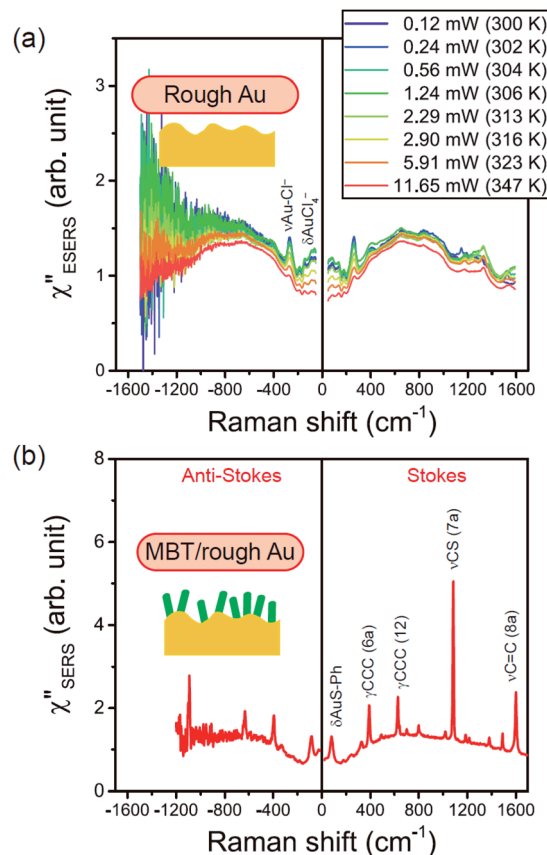 (a)
0.12 mW (300 K)
0.24 mW (302 K)
0.56 mW (304 K)
1.24 mW (306 K)
2.29 mW (313 K)
2.90 mW (316 K)
5.91 mW (323 K)
11.65 mW (347 K)
Rough Au
νAu-Cl⁻
δAuCl₄⁻
χ"ESERS (arb. unit)
3
2
1
0
-1600 -1200 -800 -400 0 400 800 1200 1600
Raman shift (cm⁻¹)
(b)
Anti-Stokes
Stokes
MBT/rough Au
δAuS-Ph
γCCC (6a)
γCCC (12)
νCS (7a)
νC=C (8a)
χ"SERS (arb. unit)
8
6
4
2
0
-1600 -1200 -800 -400 0 400 800 1200 1600
Raman shift (cm⁻¹)